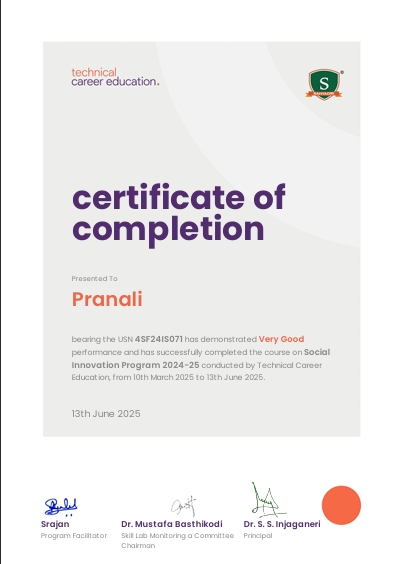 technical
career education.
S
certificate of
completion
Presented To
Pranali
bearing the USN 4SF24IS071 has demonstrated Very Good
performance and has successfully completed the course on Social
Innovation Program 2024-25 conducted by Technical Career
Education, from 10th March 2025 to 13th June 2025.
13th June 2025
Srajan
Program Facilitator
Dr. Mustafa Basthikodi
Skill Lab Monitoring a Committee
Chairman
Dr. S. S. Injaganeri
Principal